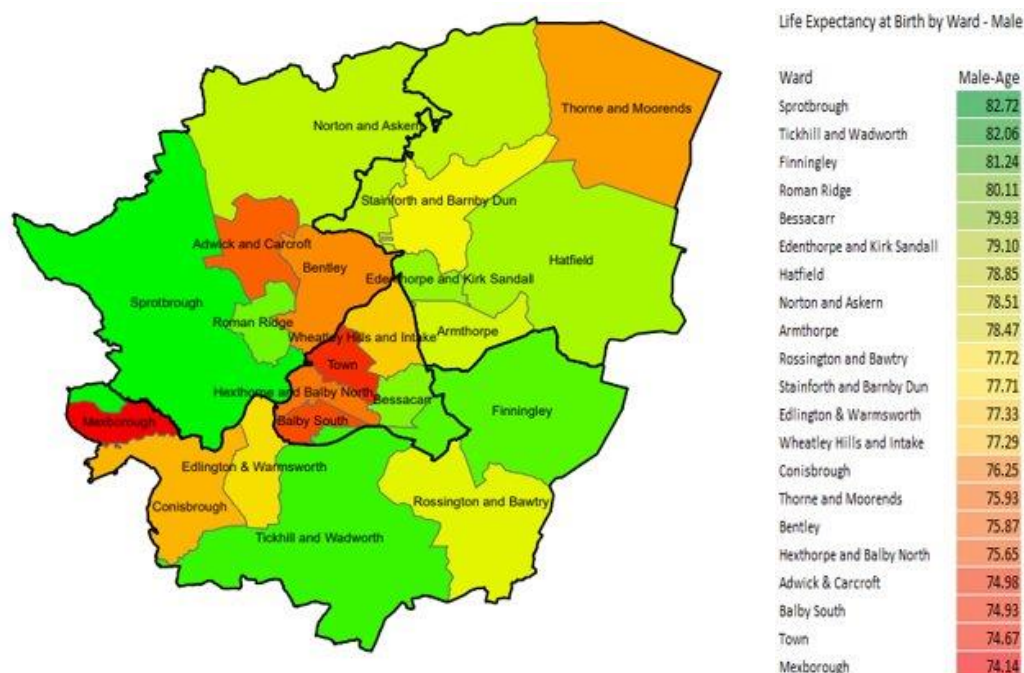 Life Expectancy at Birth by Ward - Male
Ward Male-Age
Sprotbrough 82.72
Tickhill and Wadworth 82.06
Finningley 81.24
Roman Ridge 80.11
Bessacarr 79.93
Edenthorpe and Kirk Sandall 79.10
Hatfield 78.85
Norton and Askern 78.51
Armthorpe 78.47
Rossington and Bawtry 77.72
Stainforth and Barnby Dun 77.71
Edlington & Warmsworth 77.33
Wheatley Hills and Intake 77.29
Conisbrough 76.25
Thorne and Moorends 75.93
Bentley 75.87
Hexthorpe and Balby North 75.65
Adwick & Carcroft 74.98
Balby South 74.93
Town 74.67
Mexborough 74.14
Thorne and Moorends
Norton and Askern
Stainforth and Barnby Dun
Adwick and Carcroft
Bentley
Hatfield
Edenthorpe and Kirk Sandall
Sprotbrough
Roman Ridge
Armthorpe
Wheatley Hills and Intake
Town
Hexthorpe and Balby North
Bessacarr
Finningley
Mexborough
Balby South
Edlington & Warmsworth
Rossington and Bawtry
Conisbrough
Tickhill and Wadworth